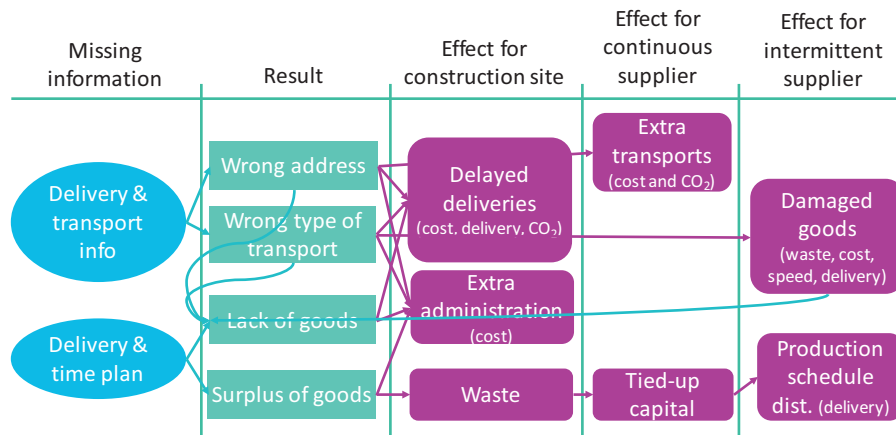 Missing
information
Result
Effect for
construction site
Effect for
continuous
supplier
Effect for
intermittent
supplier
Delivery &
transport
info
Delivery &
time plan
Wrong address
Wrong type of
transport
Lack of goods
Surplus of goods
Delayed
deliveries
(cost, delivery, CO₂)
Extra
administration
(cost)
Waste
Extra
transports
(cost and CO₂)
Tied-up
capital
Damaged
goods
(waste, cost,
speed, delivery)
Production
schedule
dist. (delivery)